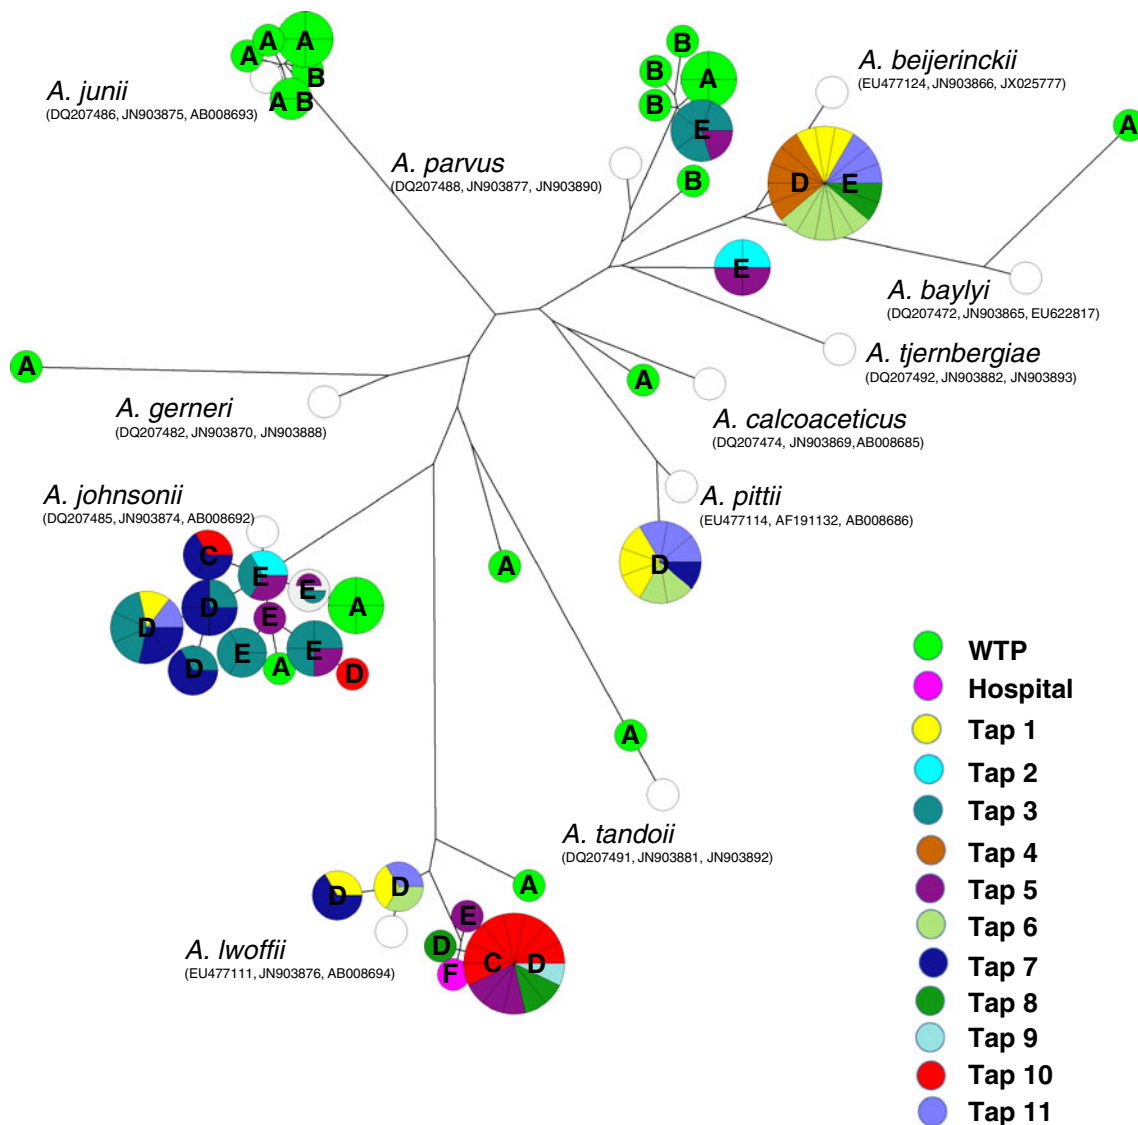 A A A
B
A B
A. junii
(DQ207486, JN903875, AB008693)
B
B A
B
E
B
A. beijerinckii
(EU477124, JN903866, JX025777)
A
A. parvus
(DQ207488, JN903877, JN903890)
D E
E
A. baylyi
(DQ207472, JN903865, EU622817)
A. tjernbergiae
(DQ207492, JN903882, JN903893)
A
A. gerneri
(DQ207482, JN903870, JN903888)
A
A. calcoaceticus
(DQ207474, JN903869, AB008685)
A. johnsonii
(DQ207485, JN903874, AB008692)
A. pittii
(EU477114, AF191132, AB008686)
C
E E
D E A
D
E E
D A D
A
D
A
A. tandoii
(DQ207491, JN903881, JN903892)
D D
A
E
D
F
C D
A. lwoffii
(EU477111, JN903876, AB008694)
WTP
Hospital
Tap 1
Tap 2
Tap 3
Tap 4
Tap 5
Tap 6
Tap 7
Tap 8
Tap 9
Tap 10
Tap 11